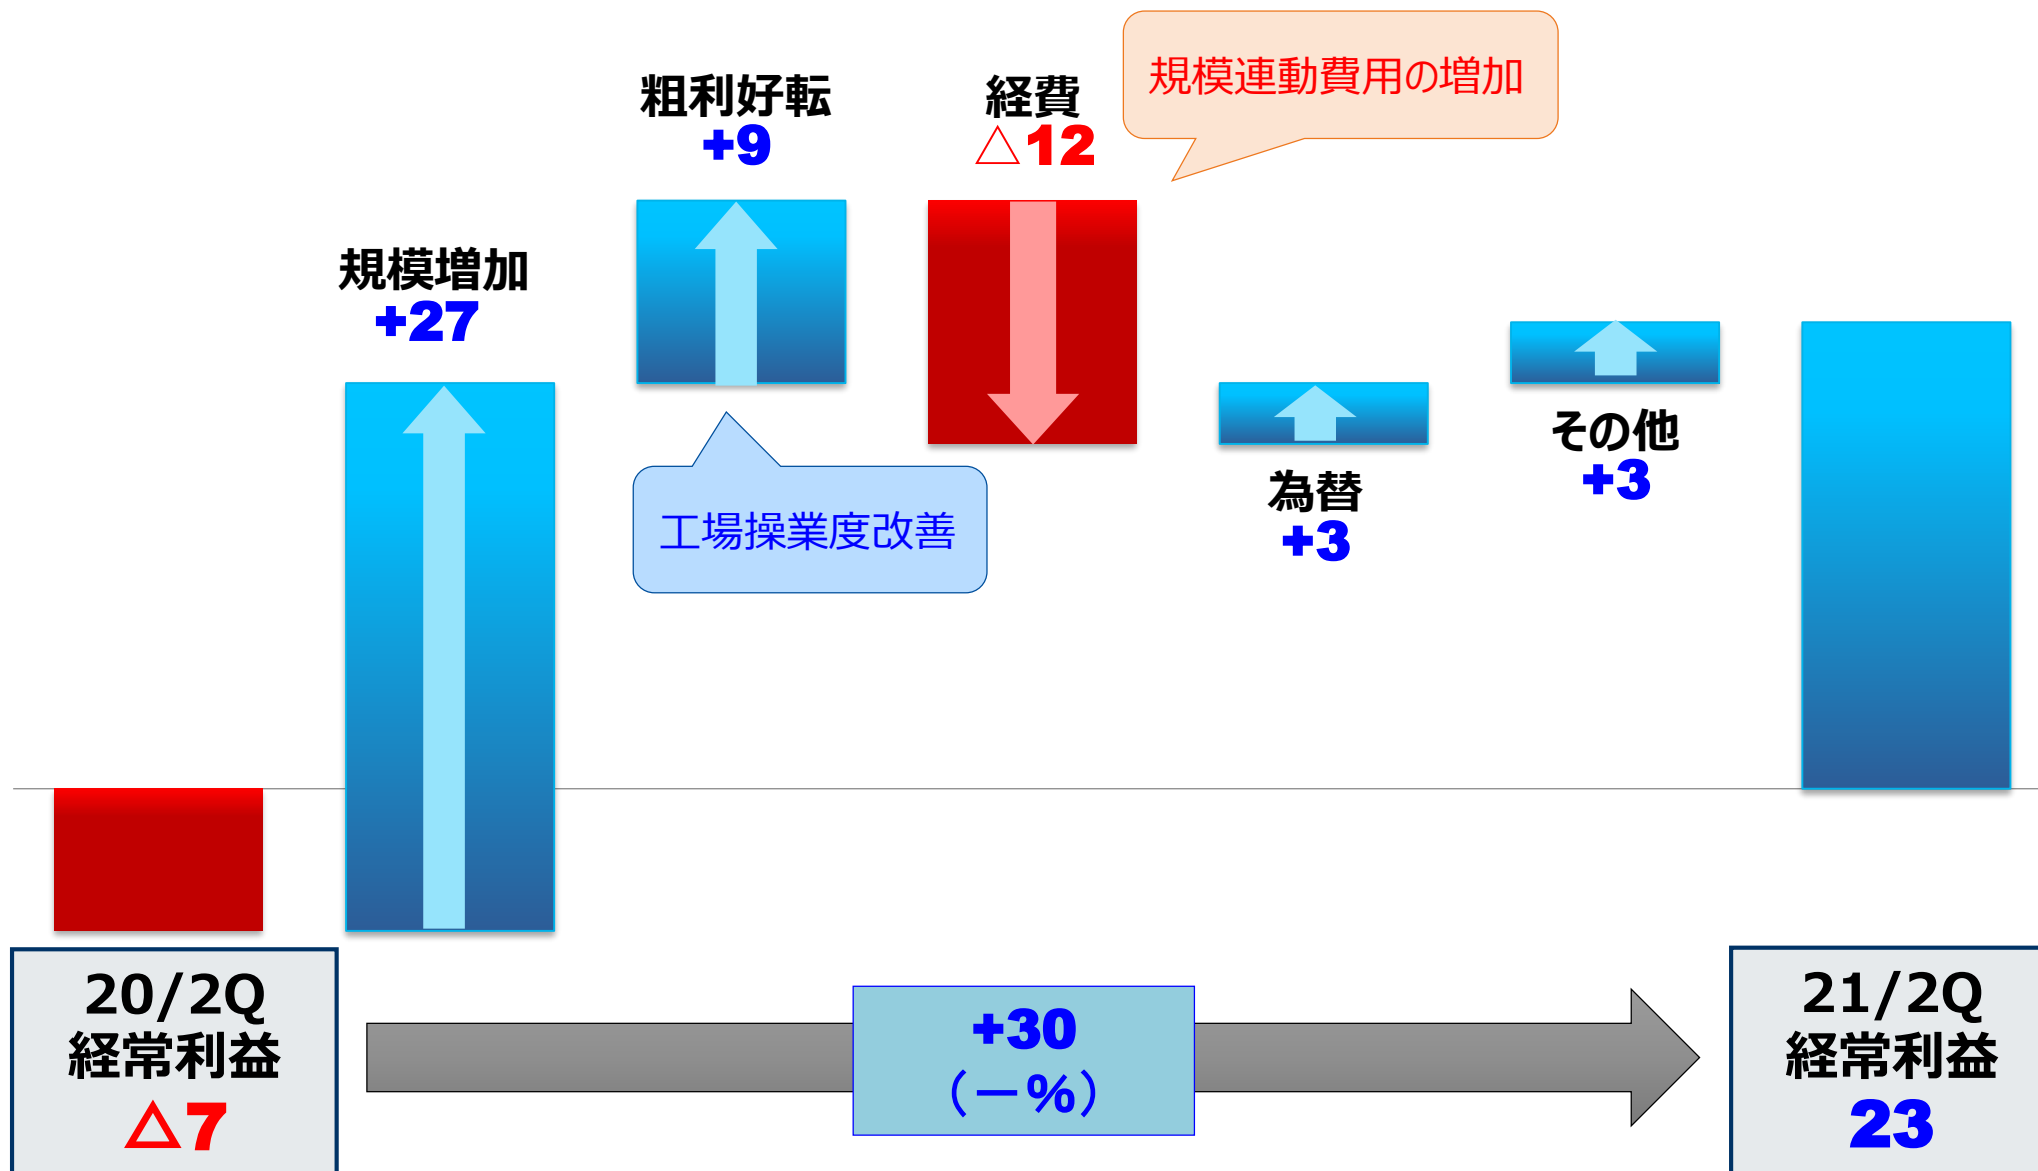 規模連動費用の増加
粗利好転
+9
経費
△12
規模増加
+27
工場操業度改善
為替
+3
その他
+3
20/2Q
経常利益
△7
+30
（－%）
21/2Q
経常利益
23